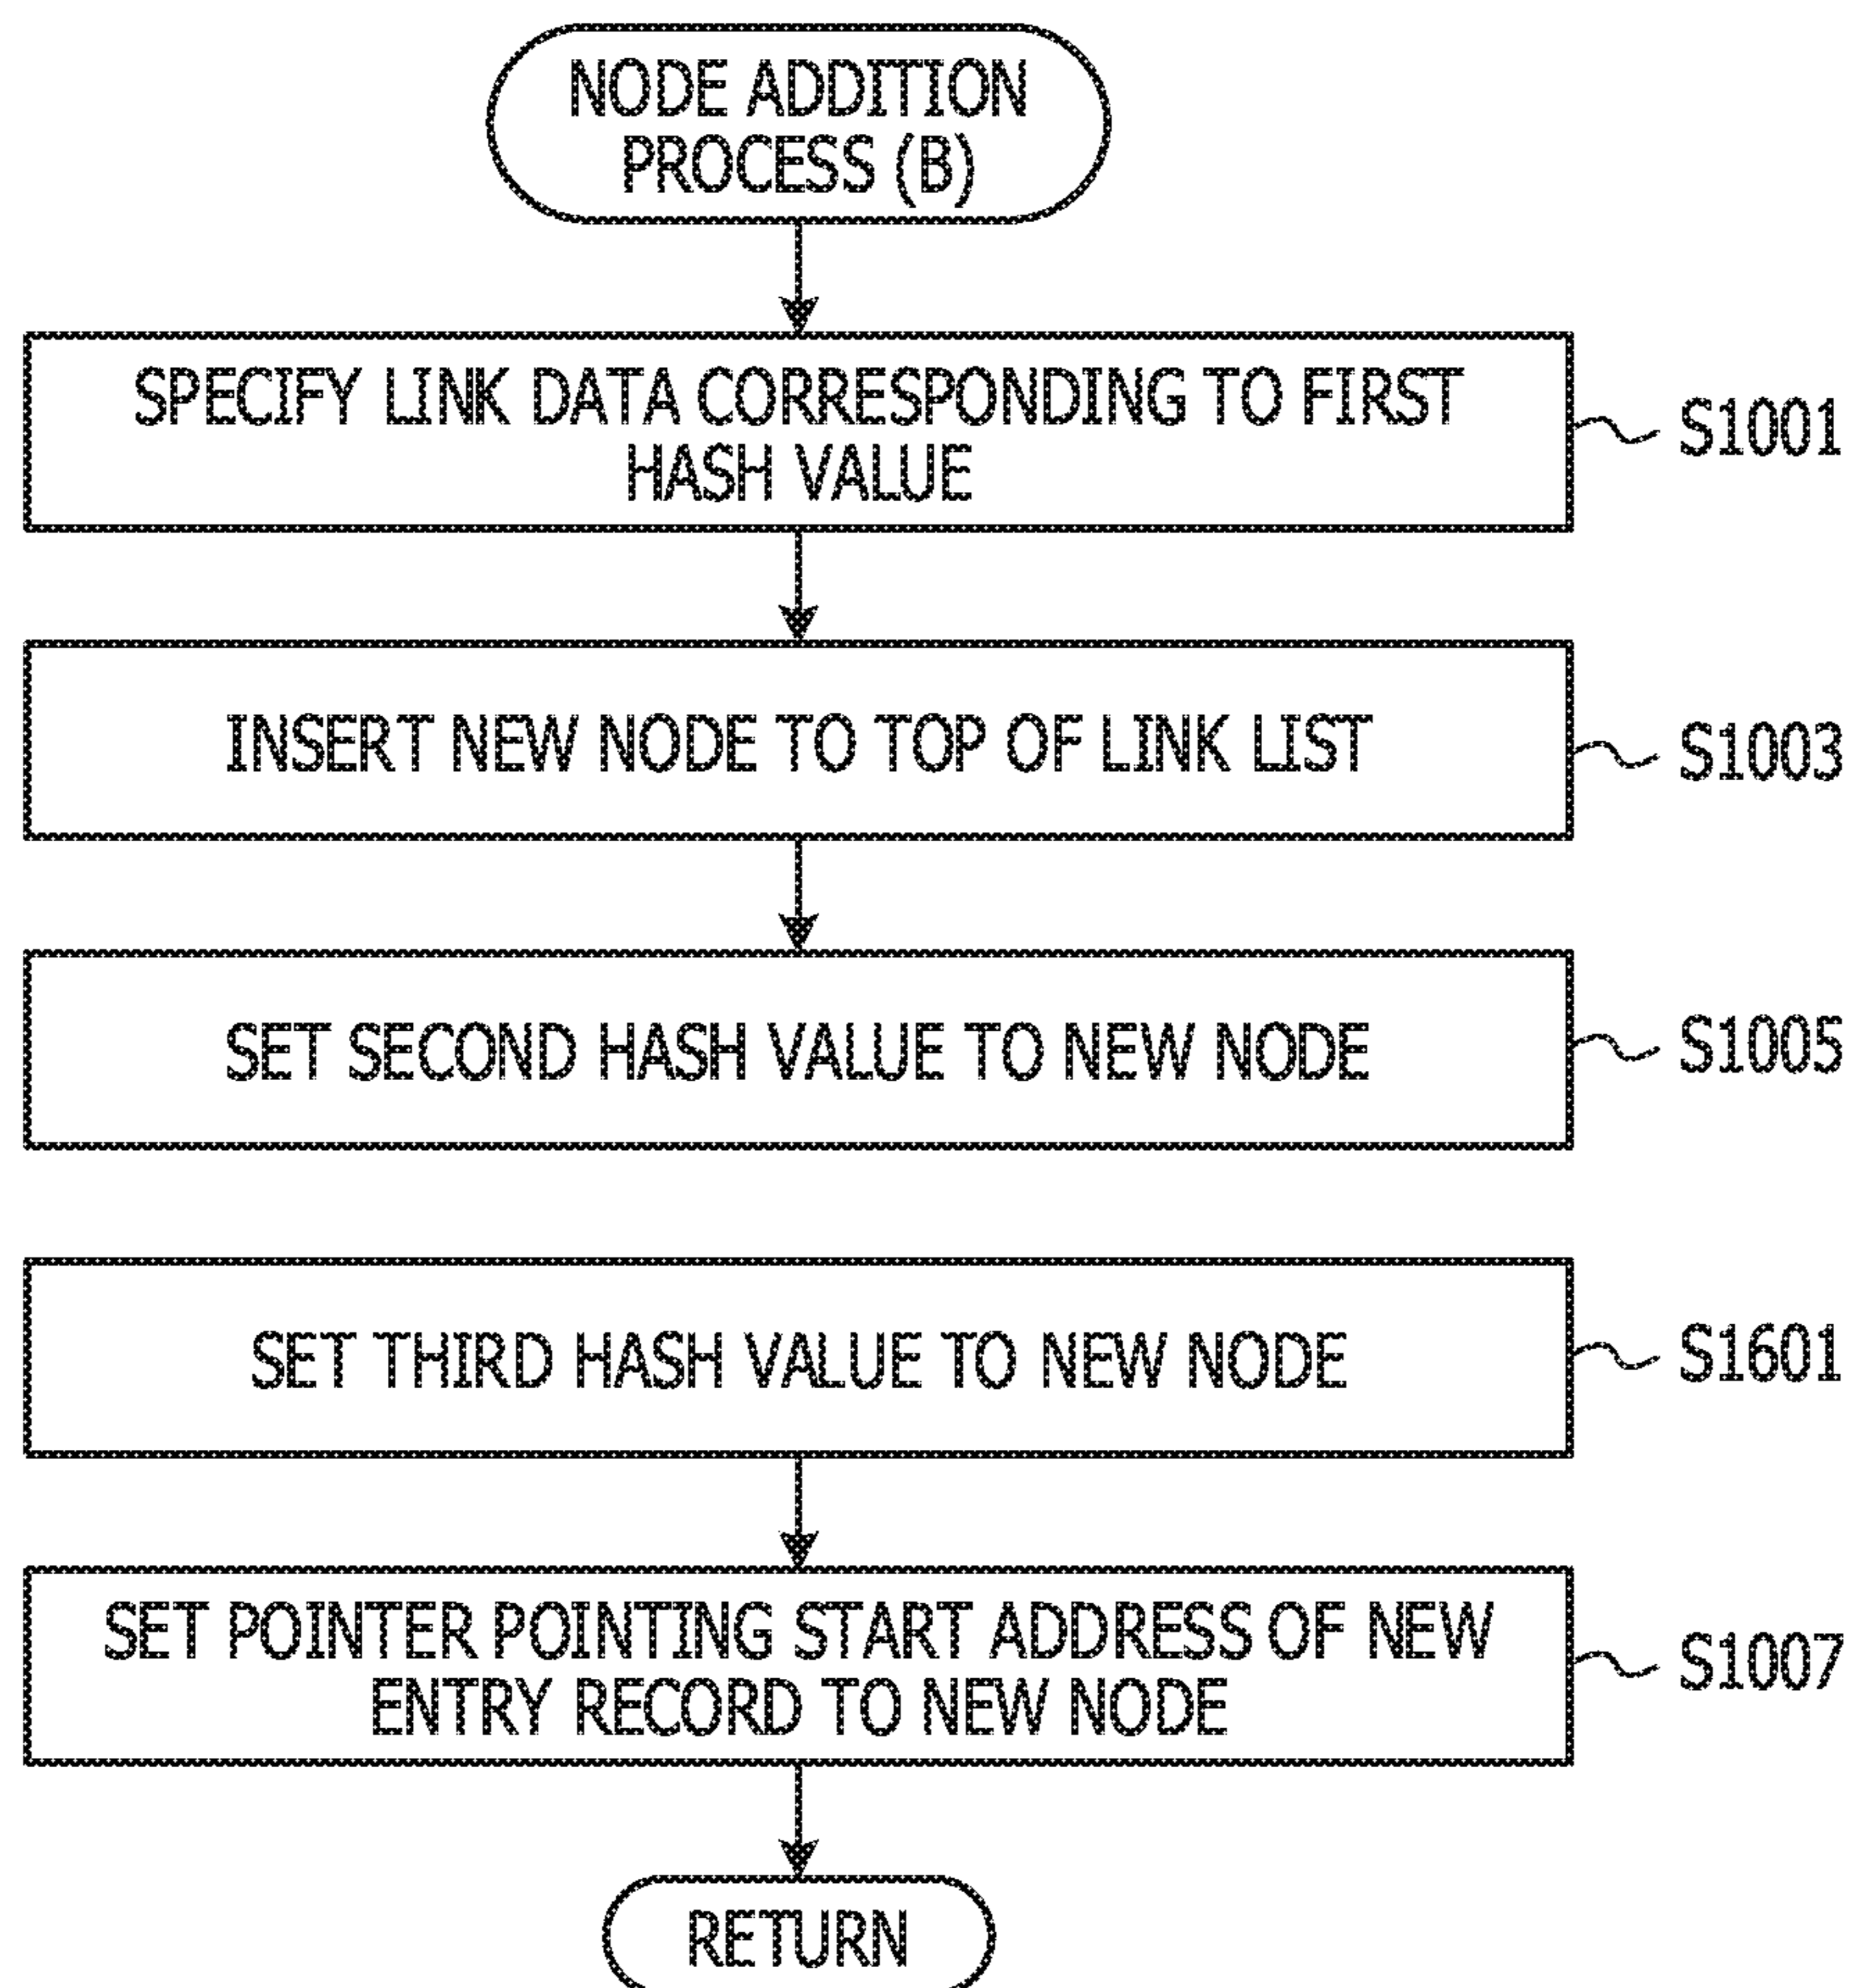 NODE ADDITION
PROCESS (B)
SPECIFY LINK DATA CORRESPONDING TO FIRST
HASH VALUE
S1001
INSERT NEW NODE TO TOP OF LINK LIST
S1003
SET SECOND HASH VALUE TO NEW NODE
S1005
SET THIRD HASH VALUE TO NEW NODE
S1601
SET POINTER POINTING START ADDRESS OF NEW
ENTRY RECORD TO NEW NODE
S1007
RETURN